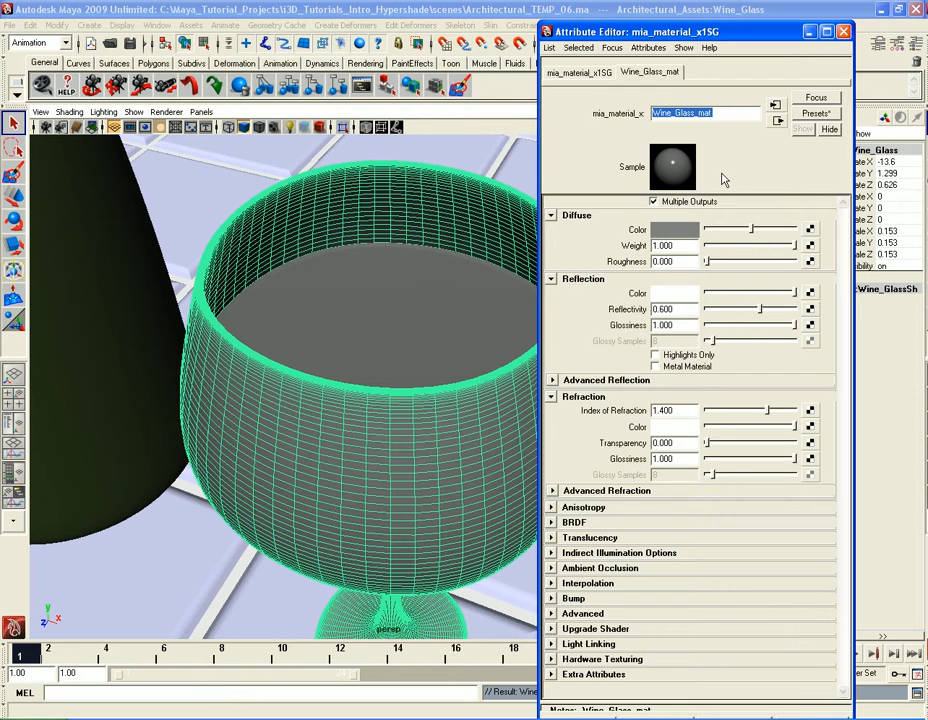 Autodesk Maya 2009 Unlimited: C:\Maya_Tutorial_Projects\i3D_Tutorials_Intro_Hypershade\scenes\Architectural_TEMP_06.ma --- Architectural_Assets:Wine_Glass
File Edit Modify Create Display Window Assets Animate Geometry Cache Create Deformers Edit Deformers Skeleton Skin
Animation
General Curves Surfaces Polygons Subdivs Deformation Animation Dynamics Rendering PaintEffects Toon Muscle Fluids
HELP
View Shading Lighting Show Renderer Panels
Attribute Editor: mia_material_x1SG
List Selected Focus Attributes Show Help
mia_material_x1SG Wine_Glass_mat
mia_material_x: Wine_Glass_mat
Focus
Presets*
Show Hide
Sample
Multiple Outputs
Diffuse
Color
Weight 1.000
Roughness 0.000
Reflection
Color
Reflectivity 0.600
Glossiness 1.000
Glossy Samples 8
Highlights Only
Metal Material
Advanced Reflection
Refraction
Index of Refraction 1.400
Color
Transparency 0.000
Glossiness 1.000
Glossy Samples 8
Advanced Refraction
Anisotropy
BRDF
Translucency
Indirect Illumination Options
Ambient Occlusion
Interpolation
Bump
Advanced
Upgrade Shader
Light Linking
Hardware Texturing
Extra Attributes
Notes: Wine_Glass_mat
-13.6
1.299
0.626
0
0
0
0.153
0.153
0.153
on
:Wine_GlassSh
persp
y
z x
1 2 4 6 8 10 12 14 16 18
1.00 1.00
MEL
// Result: Wine